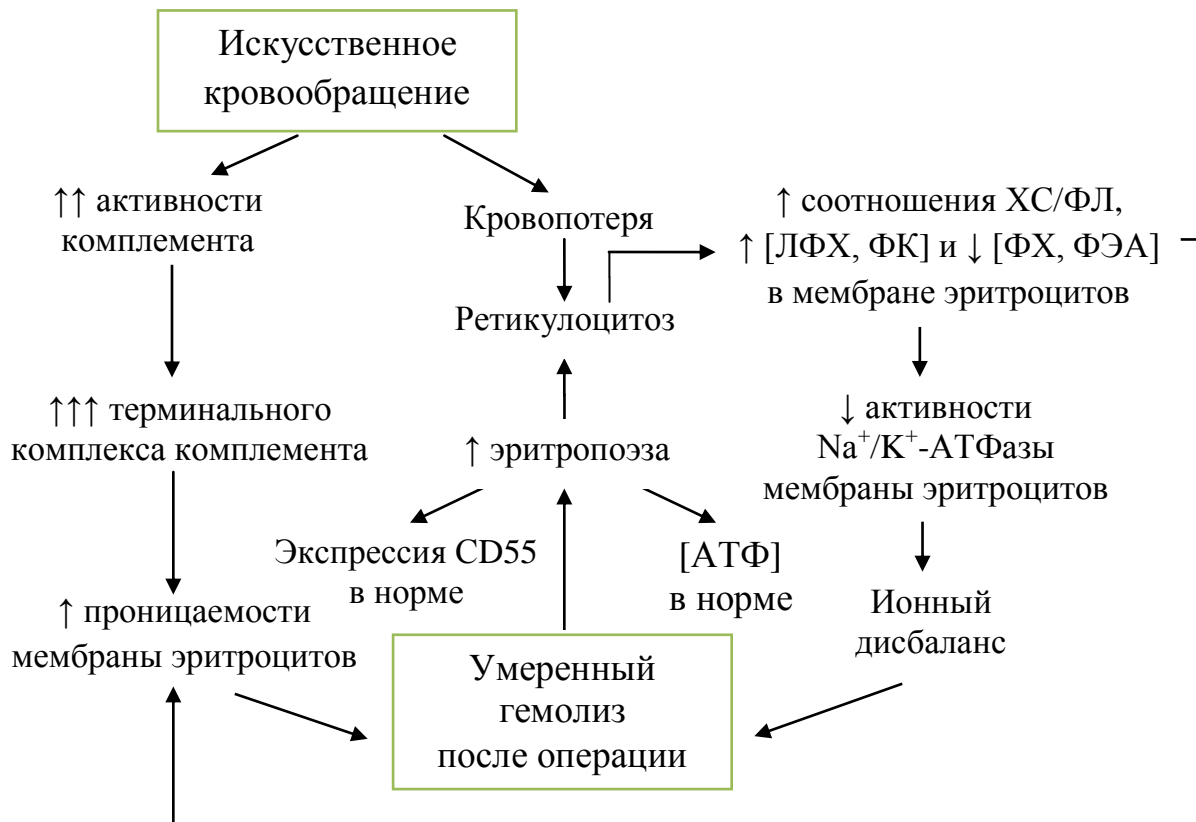 Искусственное
кровообращение
↑↑ активности
комплемента
Кровопотеря
↑ соотношения ХС/ФЛ,
↑ [ЛФХ, ФК] и ↓ [ФХ, ФЭА]
в мембране эритроцитов
Ретикулоцитоз
↑↑↑ терминального
комплекса комплемента
↑ эритропоэза
↓ активности
Na⁺/K⁺-АТФазы
мембраны эритроцитов
Экспрессия CD55
в норме
[АТФ]
в норме
↑ проницаемости
мембраны эритроцитов
Ионный
дисбаланс
Умеренный
гемолиз
после операции